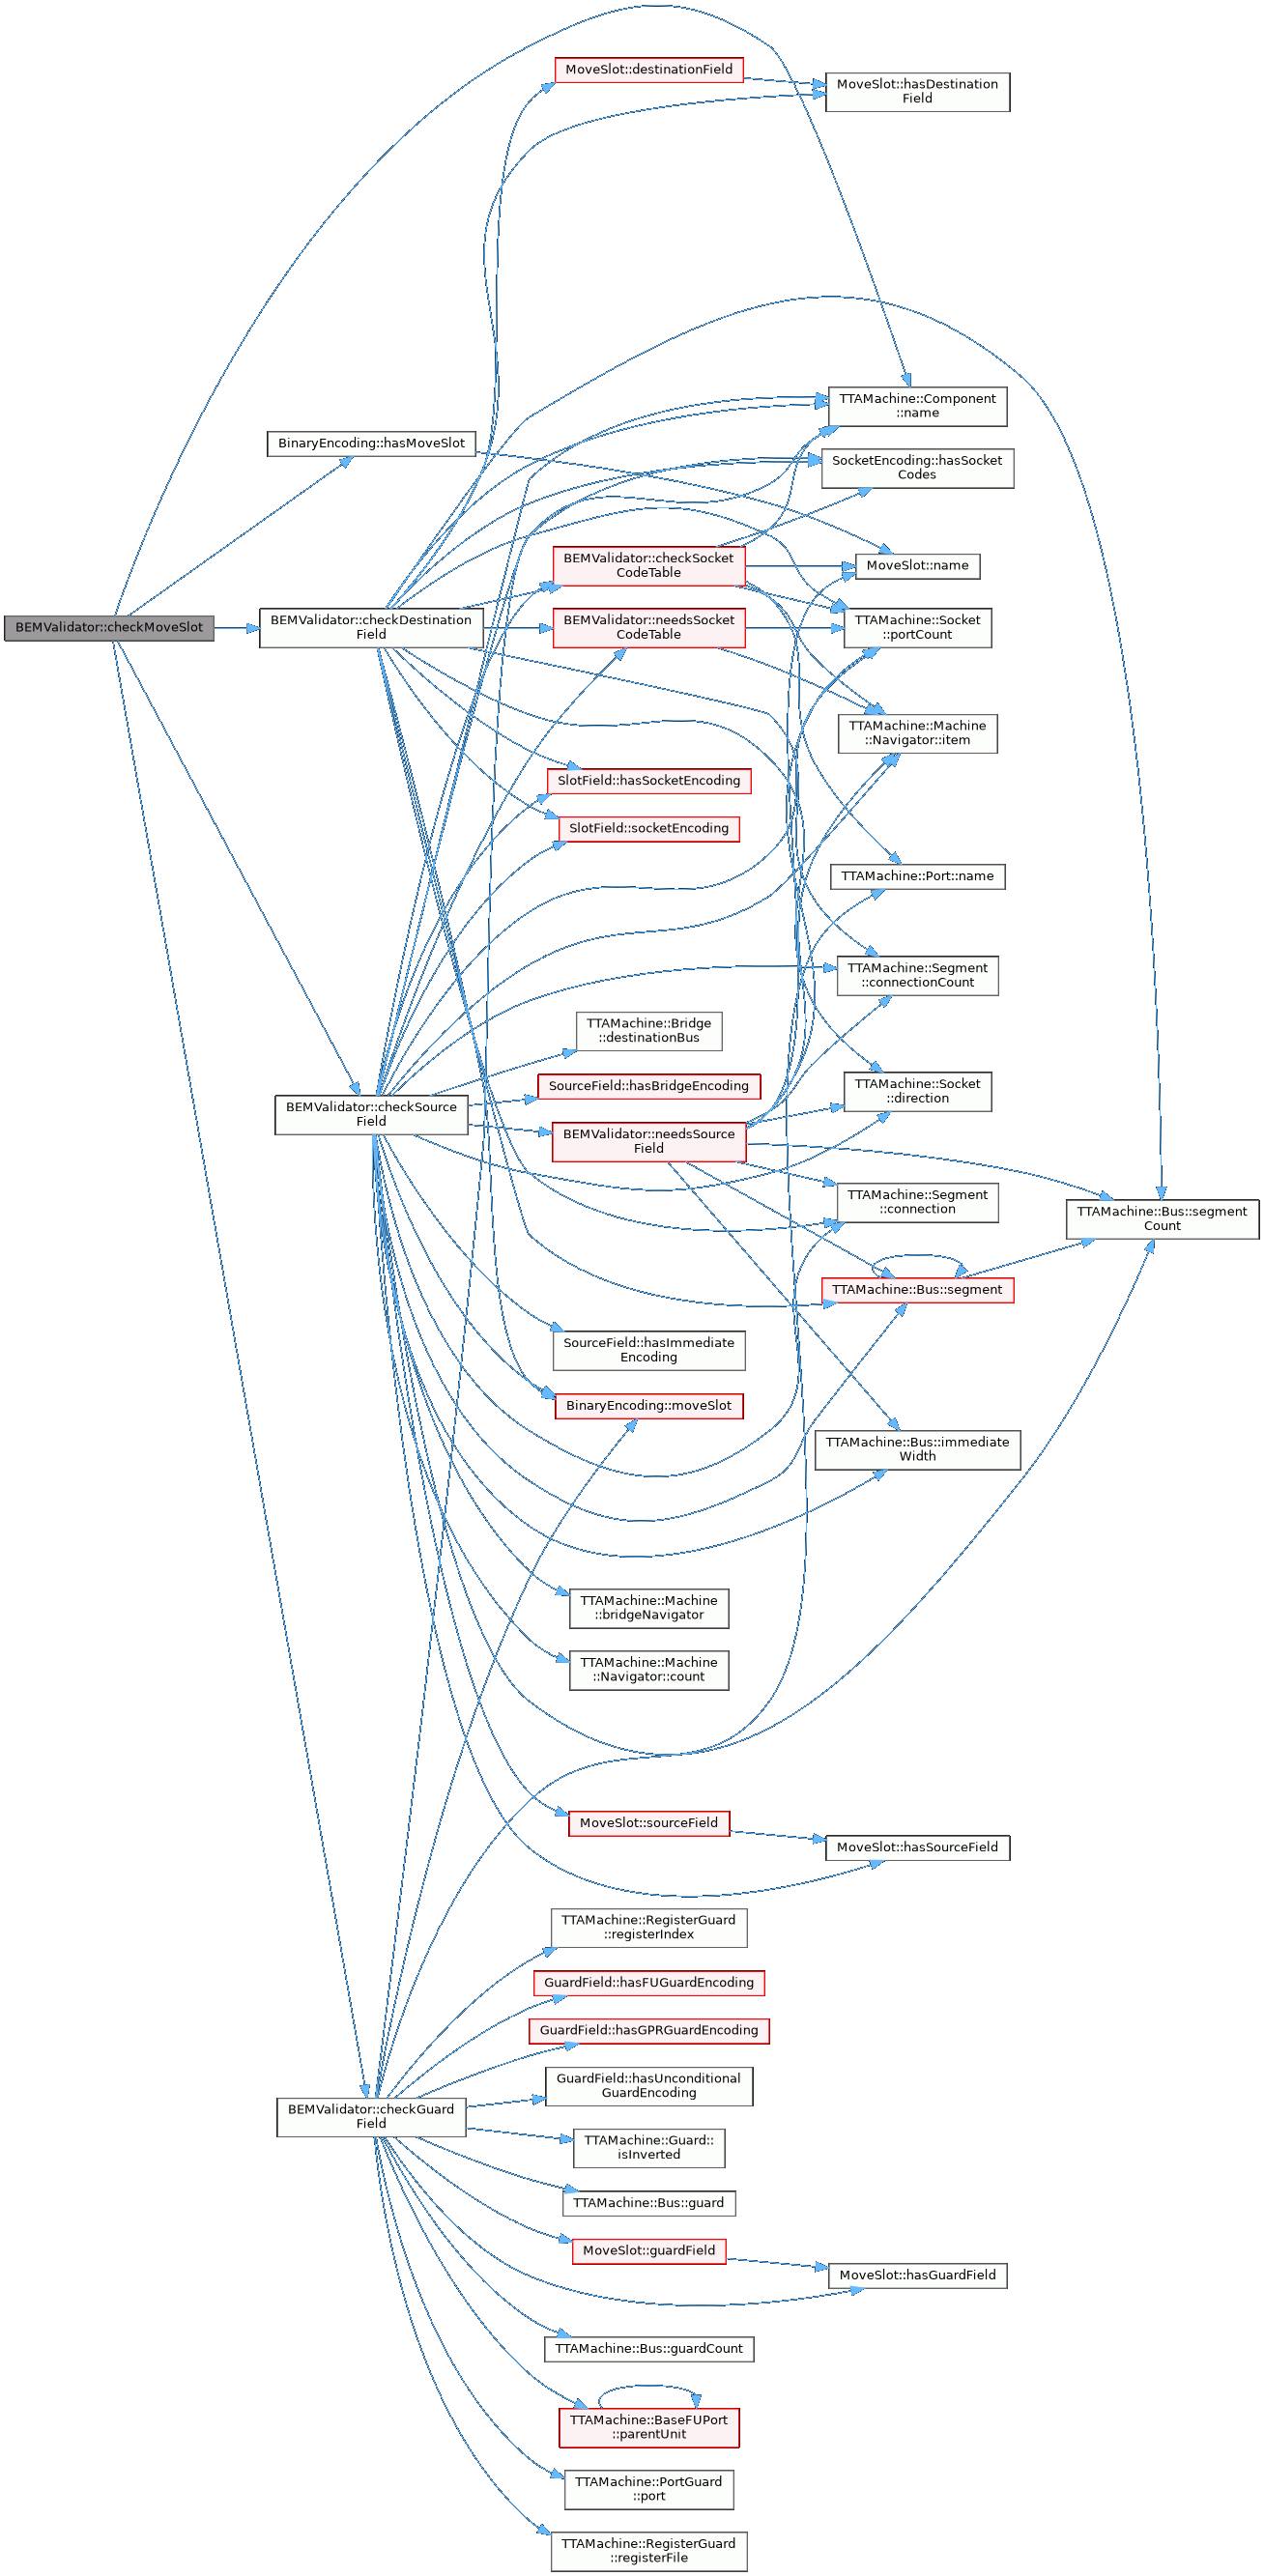 MoveSlot::destinationField
MoveSlot::hasDestination
Field
TTAMachine::Component
::name
BinaryEncoding::hasMoveSlot
SocketEncoding::hasSocket
Codes
BEMValidator::checkSocket
CodeTable
MoveSlot::name
BEMValidator::checkMoveSlot
BEMValidator::checkDestination
Field
BEMValidator::needsSocket
CodeTable
TTAMachine::Socket
::portCount
TTAMachine::Machine
::Navigator::item
SlotField::hasSocketEncoding
SlotField::socketEncoding
TTAMachine::Port::name
TTAMachine::Segment
::connectionCount
TTAMachine::Bridge
::destinationBus
SourceField::hasBridgeEncoding
TTAMachine::Socket
::direction
BEMValidator::checkSource
Field
BEMValidator::needsSource
Field
TTAMachine::Segment
::connection
TTAMachine::Bus::segment
Count
TTAMachine::Bus::segment
SourceField::hasImmediate
Encoding
BinaryEncoding::moveSlot
TTAMachine::Bus::immediate
Width
TTAMachine::Machine
::bridgeNavigator
TTAMachine::Machine
::Navigator::count
MoveSlot::sourceField
MoveSlot::hasSourceField
TTAMachine::RegisterGuard
::registerIndex
GuardField::hasFUGuardEncoding
GuardField::hasGPRGuardEncoding
GuardField::hasUnconditional
GuardEncoding
BEMValidator::checkGuard
Field
TTAMachine::Guard::
isInverted
TTAMachine::Bus::guard
MoveSlot::guardField
MoveSlot::hasGuardField
TTAMachine::Bus::guardCount
TTAMachine::BaseFUPort
::parentUnit
TTAMachine::PortGuard
::port
TTAMachine::RegisterGuard
::registerFile